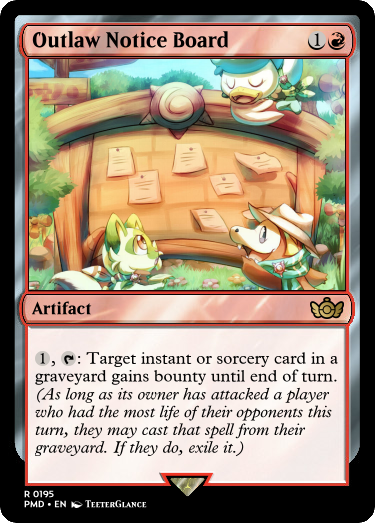 Outlaw Notice Board 1
Artifact
1, : Target instant or sorcery card in a
graveyard gains bounty until end of turn.
(As long as its owner has attacked a player
who had the most life of their opponents this
turn, they may cast that spell from their
graveyard. If they do, exile it.)
R 0195
PMD • EN TeeterGlance